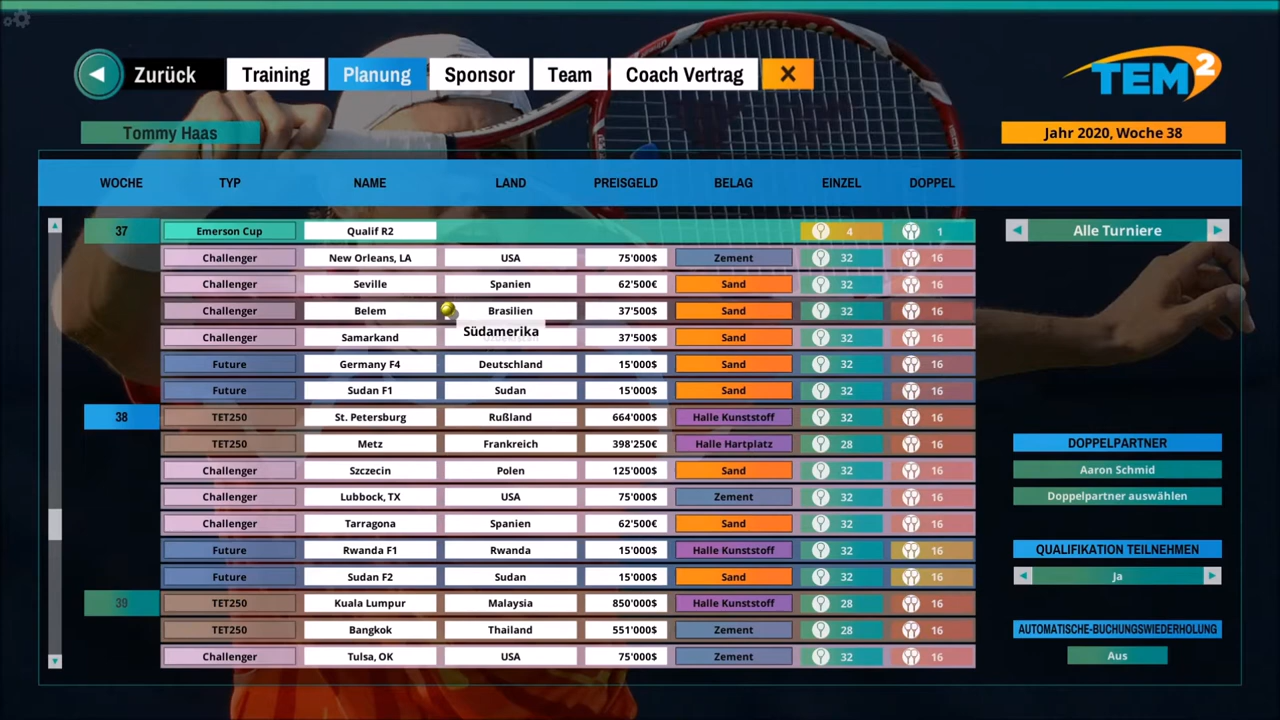 Zurück Training Planung Sponsor Team Coach Vertrag X TEM2
Tommy Haas Jahr 2020, Woche 38
WOCHE TYP NAME LAND PREISGELD BELAG EINZEL DOPPEL
37 Emerson Cup Qualif R2 4 1 Alle Turniere
Challenger New Orleans, LA USA 75'000$ Zement 32 16
Challenger Seville Spanien 62'500€ Sand 32 16
Challenger Belem Brasilien 37'500$ Sand 32 16
Südamerika
Challenger Samarkand 37'500$ Sand 32 16
Future Germany F4 Deutschland 15'000$ Sand 32 16
Future Sudan F1 Sudan 15'000$ Sand 32 16
38 TET250 St. Petersburg Rußland 664'000$ Halle Kunststoff 32 16
TET250 Metz Frankreich 398'250€ Halle Hartplatz 28 16 DOPPELPARTNER
Challenger Szczecin Polen 125'000$ Sand 32 16 Aaron Schmid
Challenger Lubbock, TX USA 75'000$ Zement 32 16 Doppelpartner auswählen
Challenger Tarragona Spanien 62'500€ Sand 32 16
Future Rwanda F1 Rwanda 15'000$ Halle Kunststoff 32 16 QUALIFIKATION TEILNEHMEN
Future Sudan F2 Sudan 15'000$ Sand 32 16 Ja
39 TET250 Kuala Lumpur Malaysia 850'000$ Halle Kunststoff 28 16
TET250 Bangkok Thailand 551'000$ Zement 28 16 AUTOMATISCHE-BUCHUNGSWIEDERHOLUNG
Challenger Tulsa, OK USA 75'000$ Zement 32 16 Aus